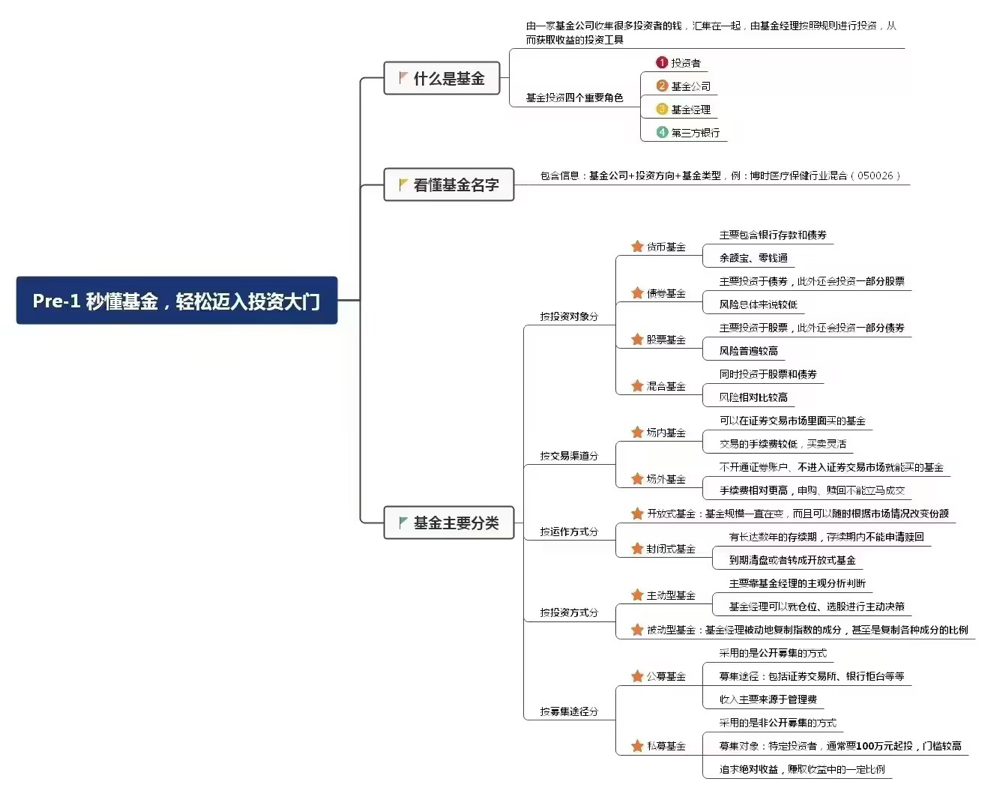 由一家基金公司收集很多投资者的钱，汇集在一起，由基金经理按照规则进行投资，从
而获取收益的投资工具
什么是基金
基金投资四个重要角色
1 投资者
2 基金公司
3 基金经理
4 第三方银行
看懂基金名字
包含信息：基金公司+投资方向+基金类型，例：博时医疗保健行业混合（050026）
Pre-1 秒懂基金，轻松迈入投资大门
基金主要分类
按投资对象分
货币基金
主要包含银行存款和债券
余额宝、零钱通
债券基金
主要投资于债券，此外还会投资一部分股票
风险总体来说较低
股票基金
主要投资于股票，此外还会投资一部分债券
风险普遍较高
混合基金
同时投资于股票和债券
风险相对比较高
按交易渠道分
场内基金
可以在证券交易市场里面买的基金
交易的手续费较低，买卖灵活
场外基金
不开通证券账户、不进入证券交易市场就能买的基金
手续费相对更高，申购、赎回不能立马成交
按运作方式分
开放式基金：基金规模一直在变，而且可以随时根据市场情况改变份额
封闭式基金
有长达数年的存续期，存续期内不能申请赎回
到期清盘或者转成开放式基金
按投资方式分
主动型基金
主要靠基金经理的主观分析判断
基金经理可以就仓位、选股进行主动决策
被动型基金：基金经理被动地复制指数的成分，甚至是复制各种成分的比例
按募集途径分
公募基金
采用的是公开募集的方式
募集途径：包括证券交易所、银行柜台等等
收入主要来源于管理费
私募基金
采用的是非公开募集的方式
募集对象：特定投资者，通常要100万元起投，门槛较高
追求绝对收益，赚取收益中的一定比例